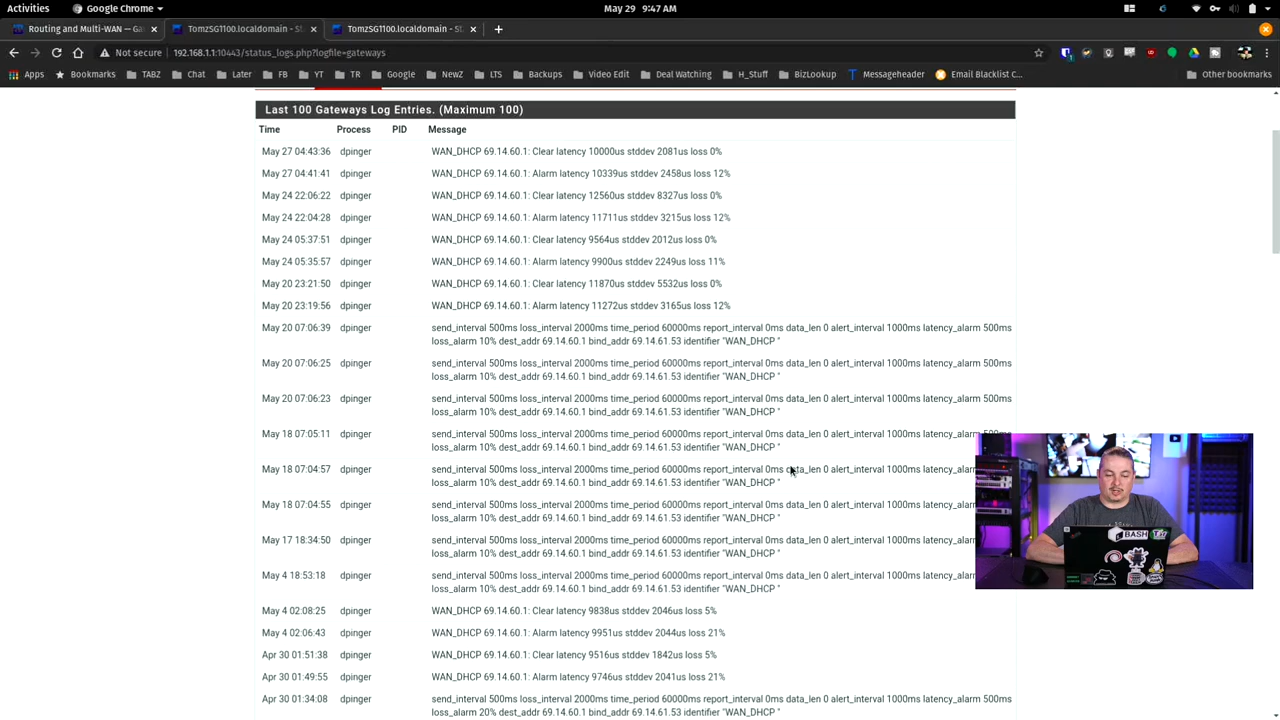 Activities Google Chrome May 29 9:47 AM
Routing and Multi-WAN — Ga TomzSG1100.localdomain - St TomzSG1100.localdomain - St
Not secure 192.168.1.1:10443/status_logs.php?logfile=gateways
Apps Bookmarks TABZ Chat Later FB YT TR Google NewZ LTS Backups Video Edit Deal Watching H_Stuff BizLookup Messageheader Email Blacklist C... Other bookmarks
Last 100 Gateways Log Entries. (Maximum 100)
Time Process PID Message
May 27 04:43:36 dpinger WAN_DHCP 69.14.60.1: Clear latency 10000us stddev 2081us loss 0%
May 27 04:41:41 dpinger WAN_DHCP 69.14.60.1: Alarm latency 10339us stddev 2458us loss 12%
May 24 22:06:22 dpinger WAN_DHCP 69.14.60.1: Clear latency 12560us stddev 8327us loss 0%
May 24 22:04:28 dpinger WAN_DHCP 69.14.60.1: Alarm latency 11711us stddev 3215us loss 12%
May 24 05:37:51 dpinger WAN_DHCP 69.14.60.1: Clear latency 9564us stddev 2012us loss 0%
May 24 05:35:57 dpinger WAN_DHCP 69.14.60.1: Alarm latency 9900us stddev 2249us loss 11%
May 20 23:21:50 dpinger WAN_DHCP 69.14.60.1: Clear latency 11870us stddev 5532us loss 0%
May 20 23:19:56 dpinger WAN_DHCP 69.14.60.1: Alarm latency 11272us stddev 3165us loss 12%
May 20 07:06:39 dpinger send_interval 500ms loss_interval 2000ms time_period 60000ms report_interval 0ms data_len 0 alert_interval 1000ms latency_alarm 500ms
loss_alarm 10% dest_addr 69.14.60.1 bind_addr 69.14.61.53 identifier "WAN_DHCP "
May 20 07:06:25 dpinger send_interval 500ms loss_interval 2000ms time_period 60000ms report_interval 0ms data_len 0 alert_interval 1000ms latency_alarm 500ms
loss_alarm 10% dest_addr 69.14.60.1 bind_addr 69.14.61.53 identifier "WAN_DHCP "
May 20 07:06:23 dpinger send_interval 500ms loss_interval 2000ms time_period 60000ms report_interval 0ms data_len 0 alert_interval 1000ms latency_alarm 500ms
loss_alarm 10% dest_addr 69.14.60.1 bind_addr 69.14.61.53 identifier "WAN_DHCP "
May 18 07:05:11 dpinger send_interval 500ms loss_interval 2000ms time_period 60000ms report_interval 0ms data_len 0 alert_interval 1000ms latency_alarm 500ms
loss_alarm 10% dest_addr 69.14.60.1 bind_addr 69.14.61.53 identifier "WAN_DHCP "
May 18 07:04:57 dpinger send_interval 500ms loss_interval 2000ms time_period 60000ms report_interval 0ms data_len 0 alert_interval 1000ms latency_alarm
loss_alarm 10% dest_addr 69.14.60.1 bind_addr 69.14.61.53 identifier "WAN_DHCP "
May 18 07:04:55 dpinger send_interval 500ms loss_interval 2000ms time_period 60000ms report_interval 0ms data_len 0 alert_interval 1000ms latency_alarm
loss_alarm 10% dest_addr 69.14.60.1 bind_addr 69.14.61.53 identifier "WAN_DHCP "
May 17 18:34:50 dpinger send_interval 500ms loss_interval 2000ms time_period 60000ms report_interval 0ms data_len 0 alert_interval 1000ms latency_alarm
loss_alarm 10% dest_addr 69.14.60.1 bind_addr 69.14.61.53 identifier "WAN_DHCP "
BASH
May 4 18:53:18 dpinger send_interval 500ms loss_interval 2000ms time_period 60000ms report_interval 0ms data_len 0 alert_interval 1000ms latency_alarm
loss_alarm 10% dest_addr 69.14.60.1 bind_addr 69.14.61.53 identifier "WAN_DHCP "
May 4 02:08:25 dpinger WAN_DHCP 69.14.60.1: Clear latency 9838us stddev 2046us loss 5%
May 4 02:06:43 dpinger WAN_DHCP 69.14.60.1: Alarm latency 9951us stddev 2044us loss 21%
Apr 30 01:51:38 dpinger WAN_DHCP 69.14.60.1: Clear latency 9516us stddev 1842us loss 5%
Apr 30 01:49:55 dpinger WAN_DHCP 69.14.60.1: Alarm latency 9746us stddev 2041us loss 21%
Apr 30 01:34:08 dpinger send_interval 500ms loss_interval 2000ms time_period 60000ms report_interval 0ms data_len 0 alert_interval 1000ms latency_alarm 500ms
loss_alarm 20% dest_addr 69.14.60.1 bind_addr 69.14.61.53 identifier "WAN_DHCP "